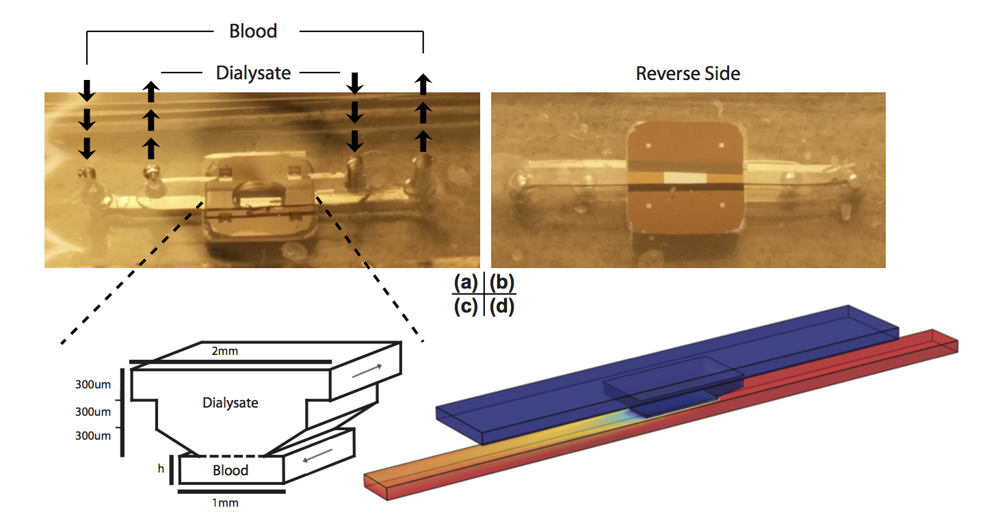 Blood
Dialysate
Reverse Side
(a) (b)
(c) (d)
2mm
300um
300um
300um
Dialysate
h
Blood
1mm